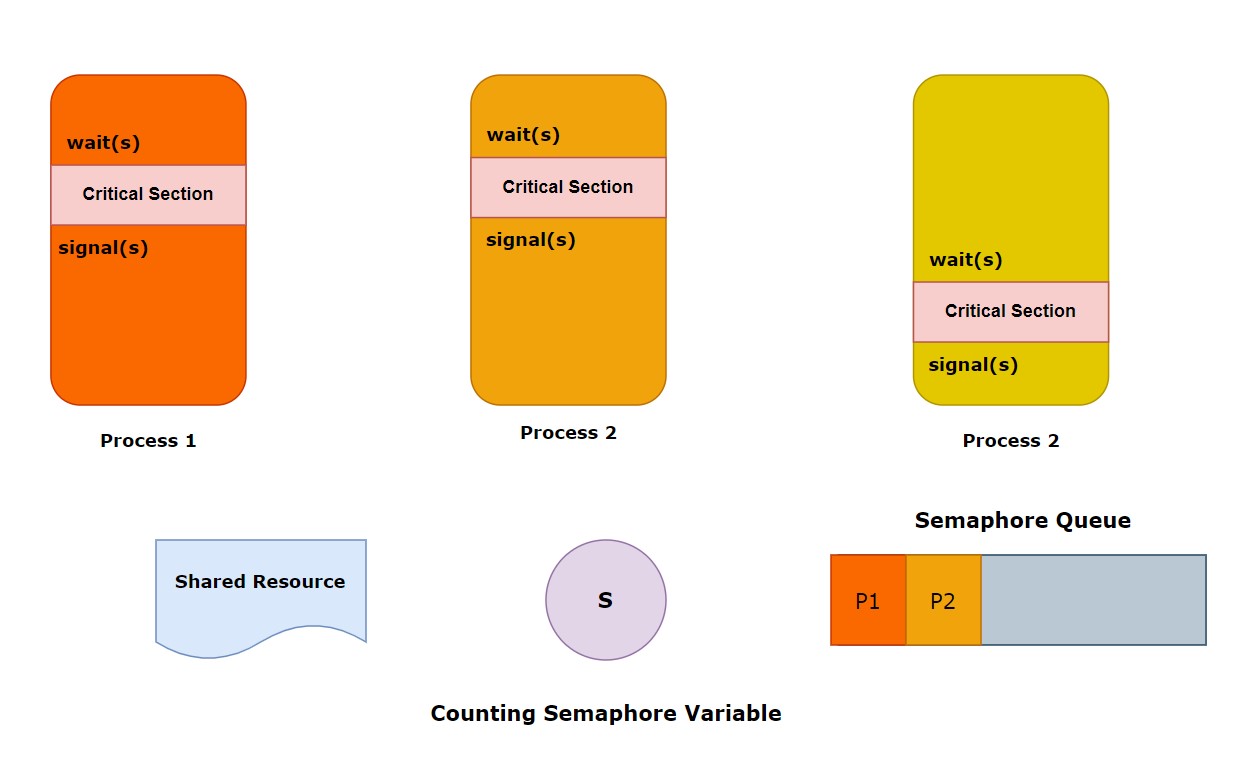 wait(s)
Critical Section
signal(s)
Process 1
wait(s)
Critical Section
signal(s)
Process 2
wait(s)
Critical Section
signal(s)
Process 2
Shared Resource
S
Semaphore Queue
P1
P2
Counting Semaphore Variable